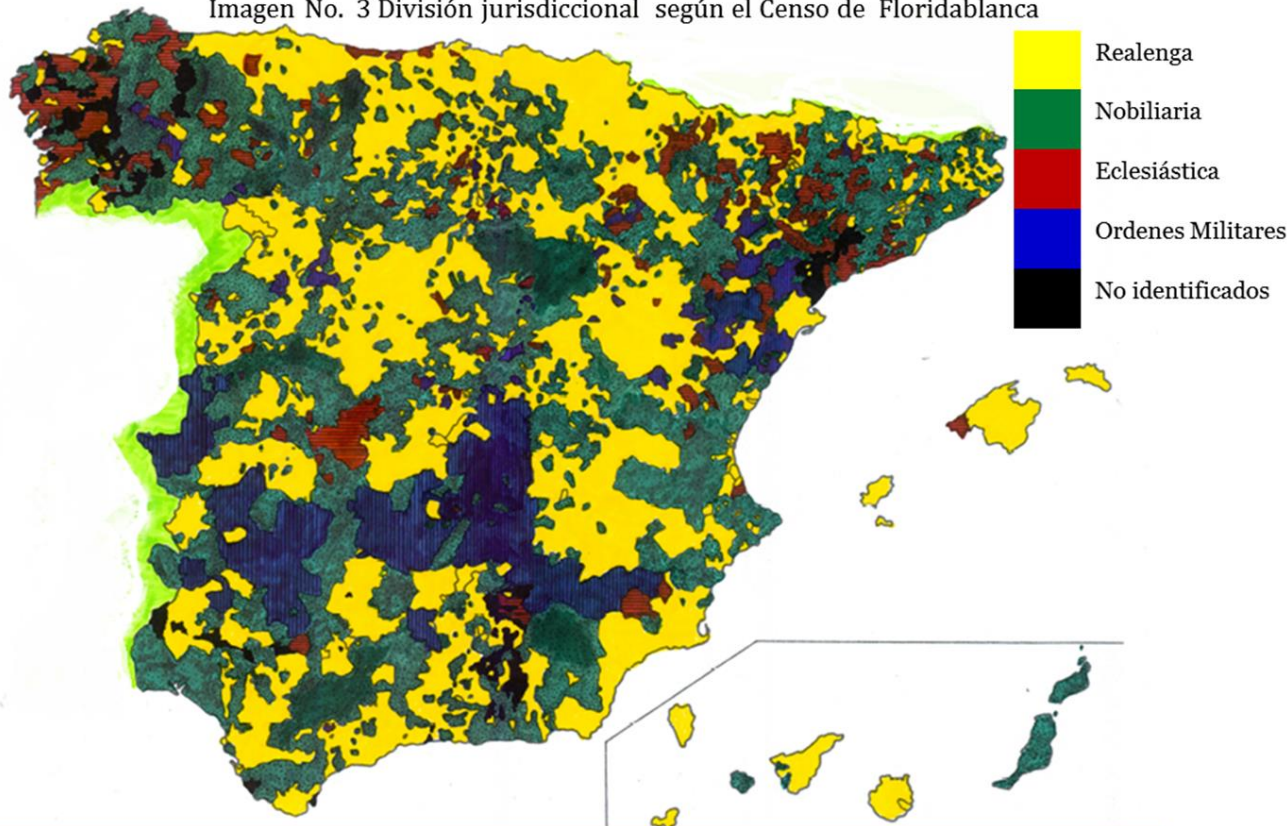 Imagen No. 3 División jurisdiccional según el Censo de Floridablanca
Realenga
Nobiliaria
Eclesiástica
Ordenes Militares
No identificados